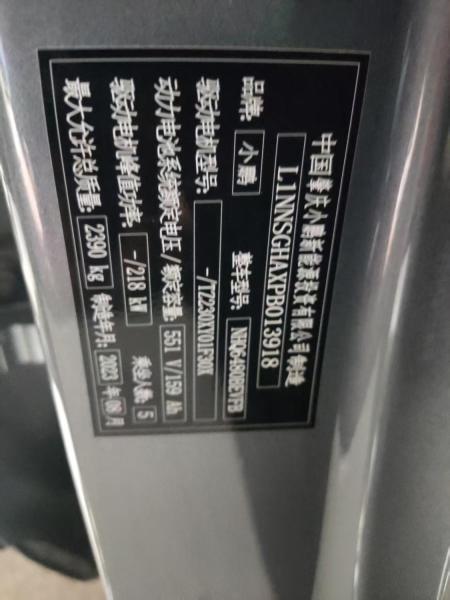 中国肇庆小鹏新能源投资有限公司制造
L1NNSGHAXPB013918
品牌: 小鹏 整车型号: NHQ6480BEVFB
驱动电机型号: -/TZ230XY01F30X
动力电池系统额定电压/额定容量: 551 V/159 Ah
驱动电机峰值功率: -/218 kW 乘坐人数: 5
最大允许总质量: 2390 kg 制造年月: 2023 年 08 月